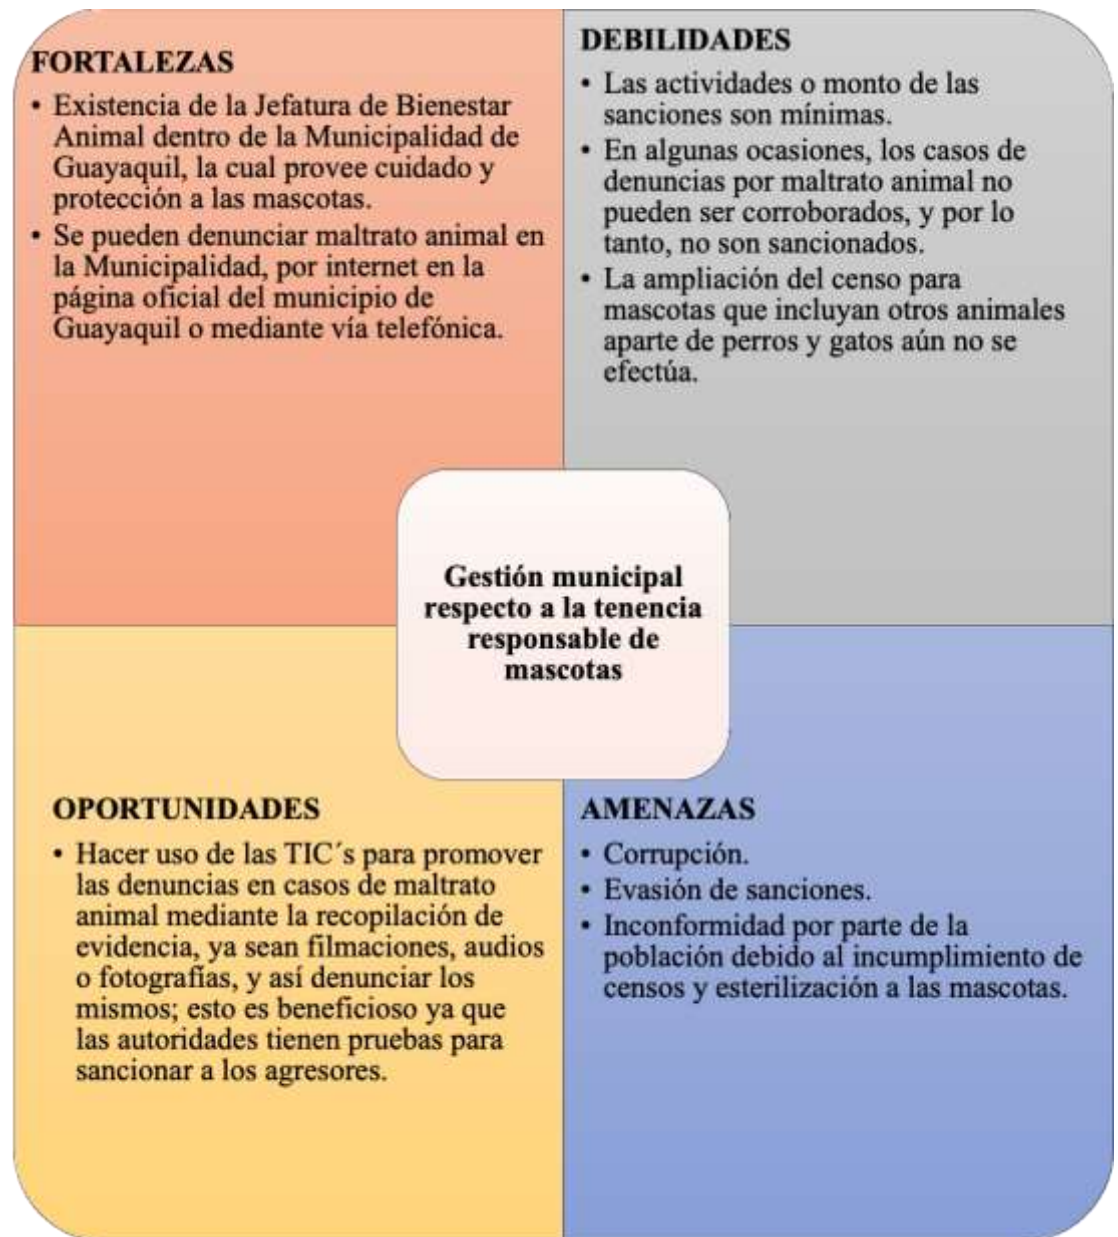 FORTALEZAS
• Existencia de la Jefatura de Bienestar
Animal dentro de la Municipalidad de
Guayaquil, la cual provee cuidado y
protección a las mascotas.
• Se pueden denunciar maltrato animal en
la Municipalidad, por internet en la
página oficial del municipio de
Guayaquil o mediante vía telefónica.
DEBILIDADES
• Las actividades o monto de las
sanciones son mínimas.
• En algunas ocasiones, los casos de
denuncias por maltrato animal no
pueden ser corroborados, y por lo
tanto, no son sancionados.
• La ampliación del censo para
mascotas que incluyan otros animales
aparte de perros y gatos aún no se
efectúa.
Gestión municipal
respecto a la tenencia
responsable de
mascotas
OPORTUNIDADES
• Hacer uso de las TIC´s para promover
las denuncias en casos de maltrato
animal mediante la recopilación de
evidencia, ya sean filmaciones, audios
o fotografías, y así denunciar los
mismos; esto es beneficioso ya que
las autoridades tienen pruebas para
sancionar a los agresores.
AMENAZAS
• Corrupción.
• Evasión de sanciones.
• Inconformidad por parte de la
población debido al incumplimiento de
censos y esterilización a las mascotas.